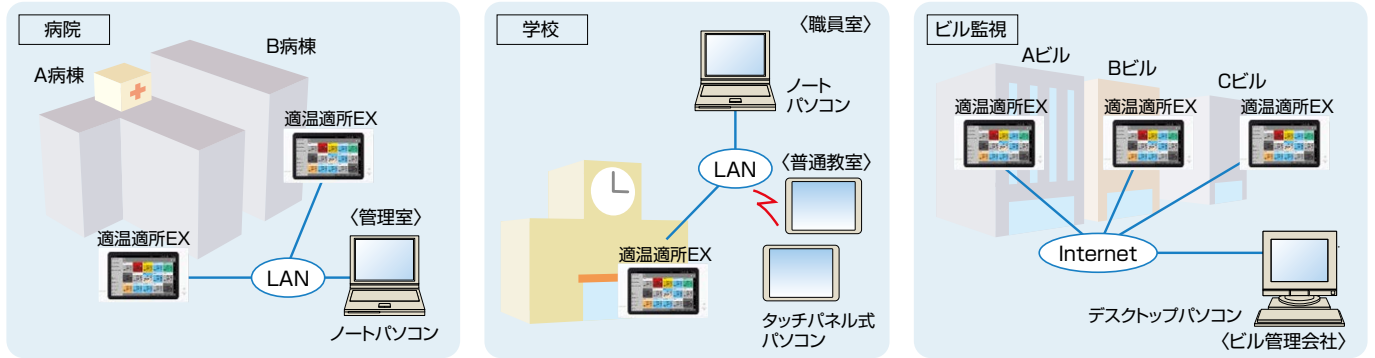 病院
B病棟
A病棟
適温適所EX
〈管理室〉
適温適所EX
LAN
ノートパソコン
学校
〈職員室〉
ノート
パソコン
LAN
〈普通教室〉
適温適所EX
タッチパネル式
パソコン
ビル監視
Aビル
Bビル
Cビル
適温適所EX
適温適所EX
適温適所EX
Internet
デスクトップパソコン
〈ビル管理会社〉